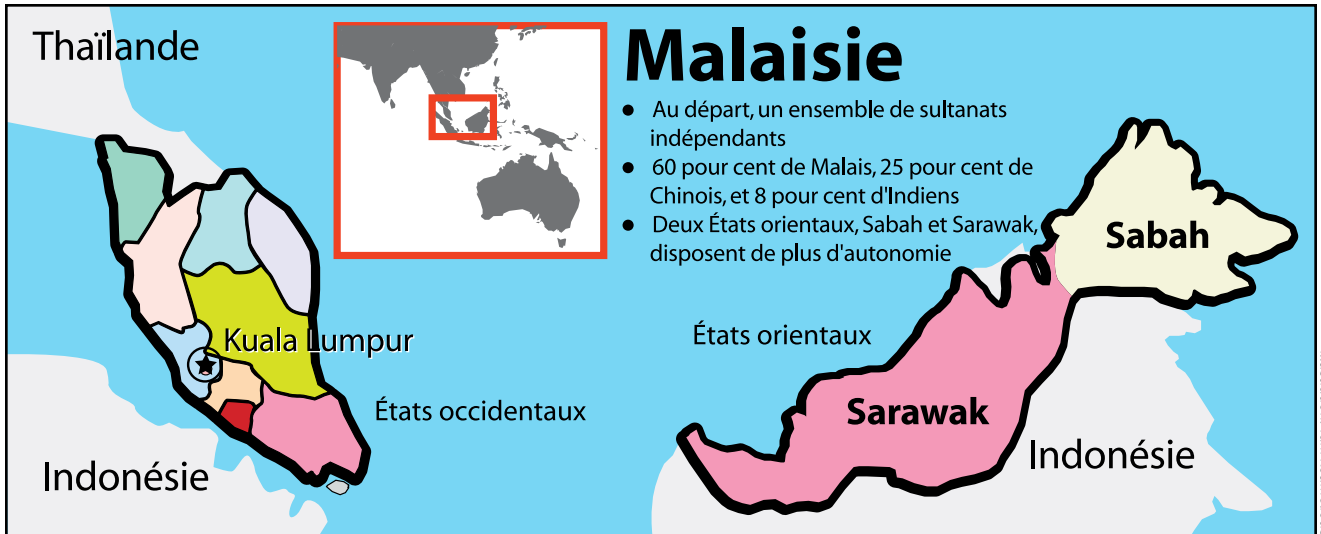 Thaïlande
Malaisie
● Au départ, un ensemble de sultanats
indépendants
● 60 pour cent de Malais, 25 pour cent de
Chinois, et 8 pour cent d'Indiens
● Deux États orientaux, Sabah et Sarawak,
disposent de plus d'autonomie
Sabah
Kuala Lumpur
États orientaux
États occidentaux
Sarawak
Indonésie
Indonésie